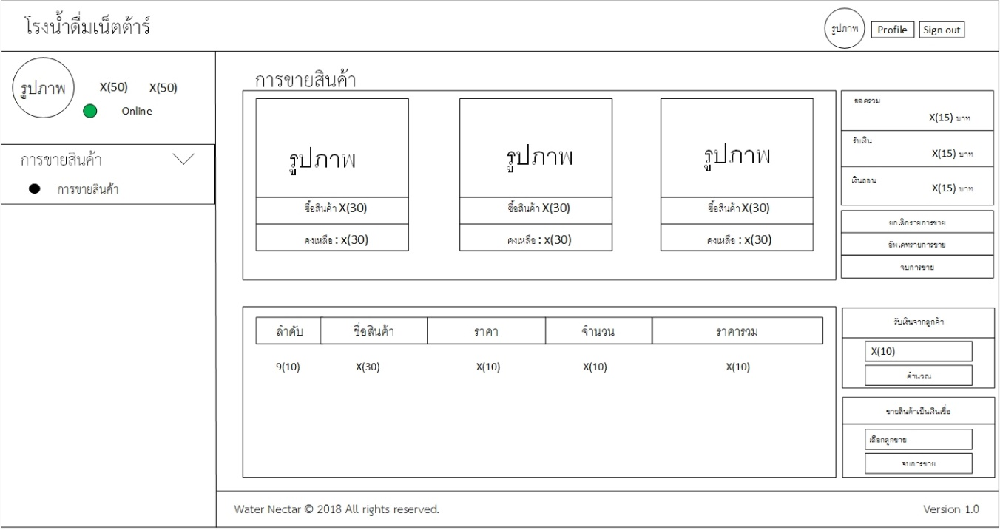 โรงน้ำดื่มเน็ตต้าร์
รูปภาพ
Profile
Sign out
รูปภาพ
X(50) X(50)
Online
การขายสินค้า
การขายสินค้า
การขายสินค้า
รูปภาพ
ชื้อสินค้า X(30)
คงเหลือ : x(30)
รูปภาพ
ชื้อสินค้า X(30)
คงเหลือ : x(30)
รูปภาพ
ชื้อสินค้า X(30)
คงเหลือ : x(30)
ยอดรวม
X(15) บาท
รับเงิน
X(15) บาท
เงินถอน
X(15) บาท
ยกเลิกรายการขาย
อัพเดทรายการขาย
จบการขาย
ลำดับ ชื่อสินค้า ราคา จำนวน ราคารวม
9(10) X(30) X(10) X(10) X(10)
รับเงินจากลูกค้า
X(10)
คำนวณ
ขายสินค้าเป็นเงินเชื่อ
เลือกลูกขาย
จบการขาย
Water Nectar © 2018 All rights reserved.
Version 1.0